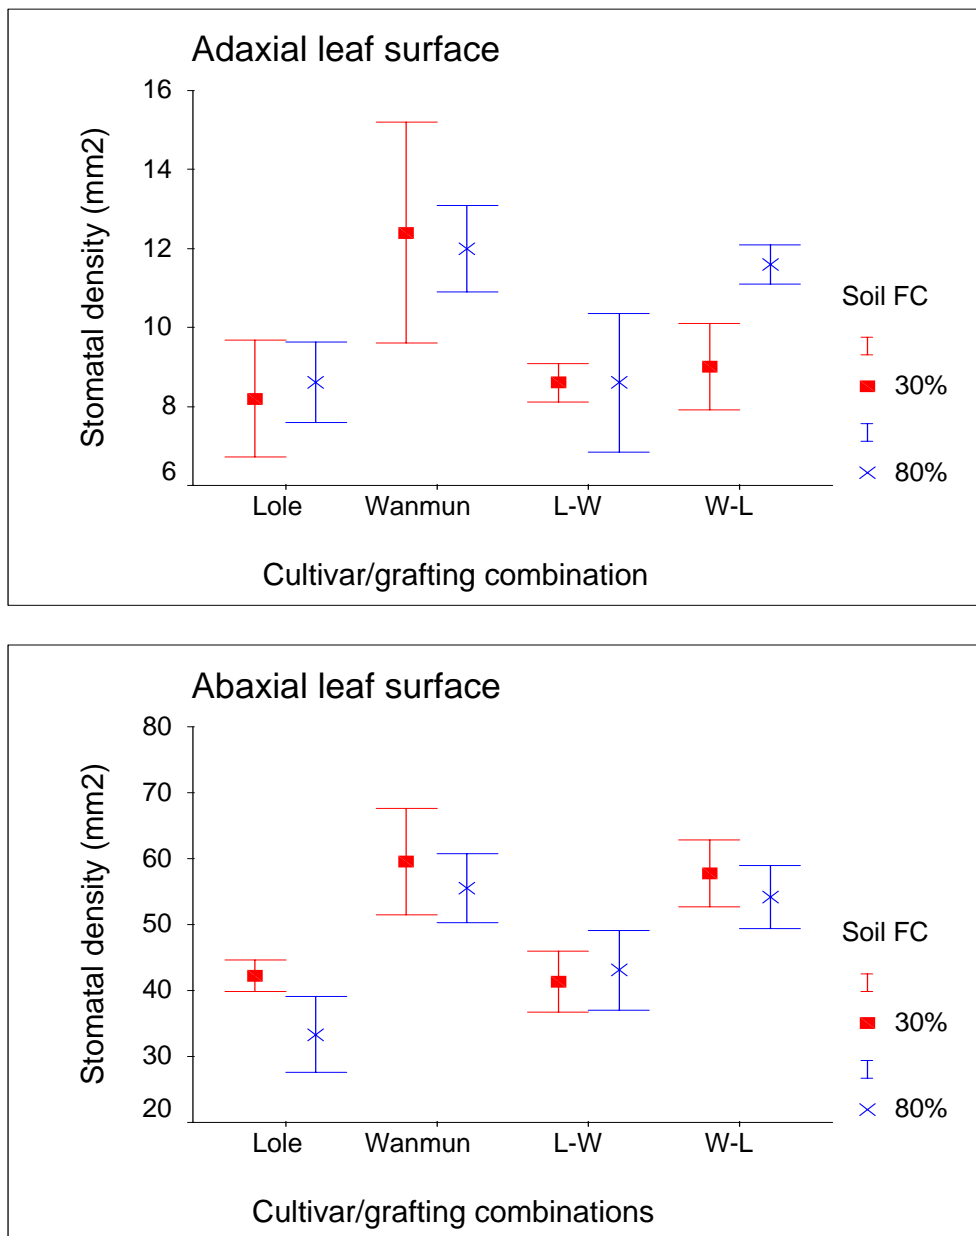 Adaxial leaf surface
16
14
12
10
8
6
Stomatal density (mm2)
Lole Wanmun L-W W-L
Cultivar/grafting combination
Soil FC
30%
80%
Abaxial leaf surface
80
70
60
50
40
30
20
Stomatal density (mm2)
Lole Wanmun L-W W-L
Cultivar/grafting combinations
Soil FC
30%
80%